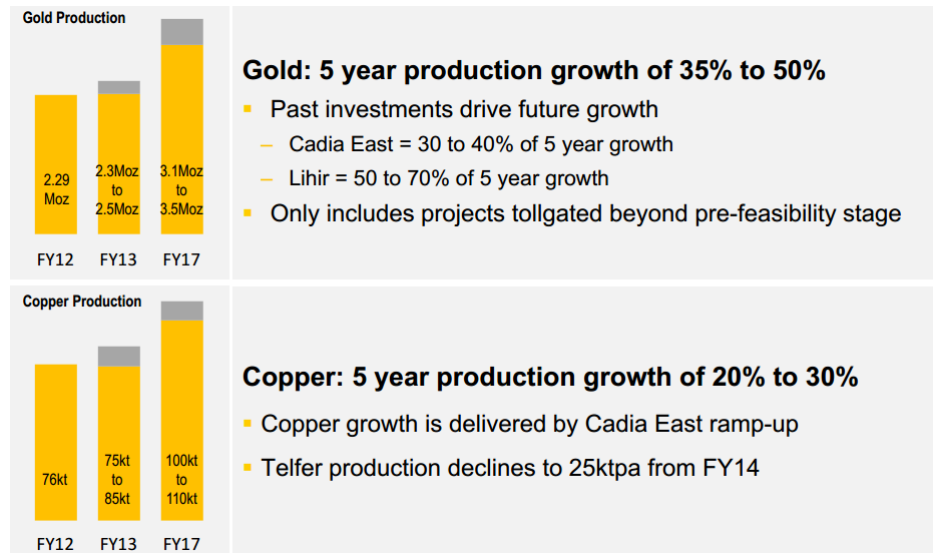 Gold Production
2.29
Moz
2.3Moz
to
2.5Moz
3.1Moz
to
3.5Moz
FY12 FY13 FY17
Gold: 5 year production growth of 35% to 50%
▪ Past investments drive future growth
– Cadia East = 30 to 40% of 5 year growth
– Lihir = 50 to 70% of 5 year growth
▪ Only includes projects tollgated beyond pre-feasibility stage
Copper Production
76kt
75kt
to
85kt
100kt
to
110kt
FY12 FY13 FY17
Copper: 5 year production growth of 20% to 30%
▪ Copper growth is delivered by Cadia East ramp-up
▪ Telfer production declines to 25ktpa from FY14